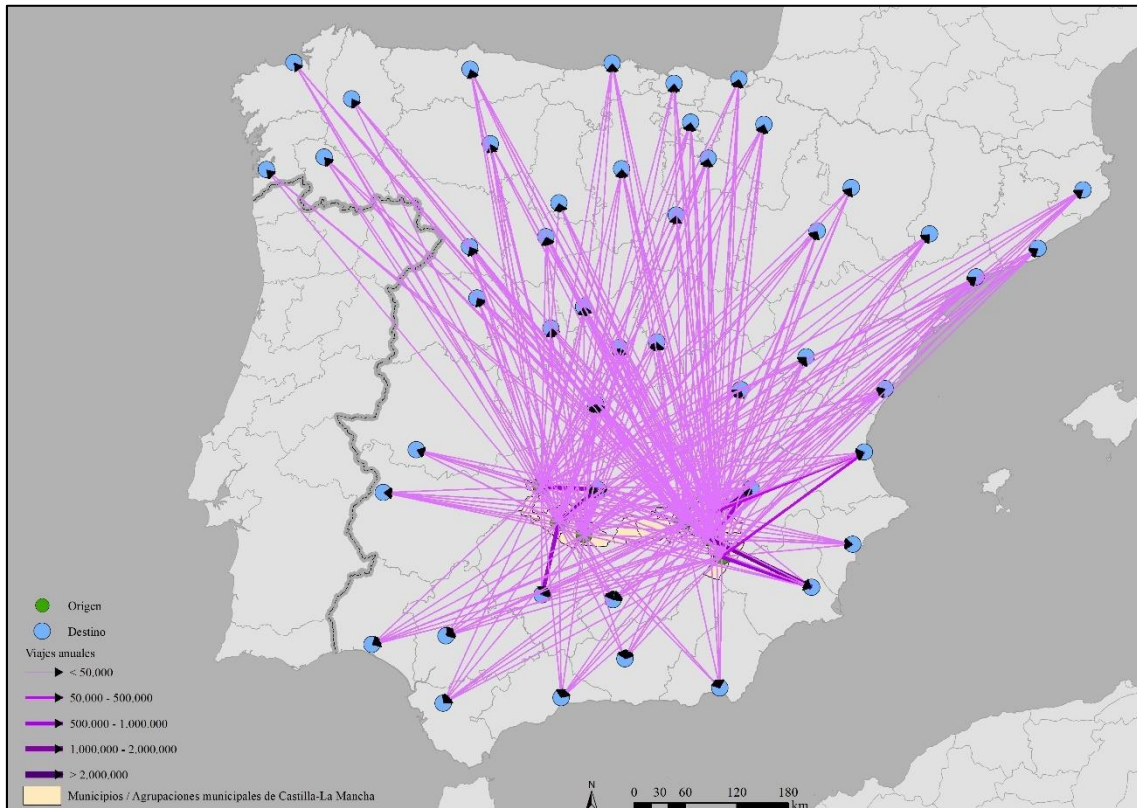 Origen
Destino
Viajes anuales
< 50.000
50.000 - 500.000
500.000 - 1.000.000
1.000.000 - 2.000.000
> 2.000.000
Municipios / Agrupaciones municipales de Castilla-La Mancha
N
0 30 60 120 180
km